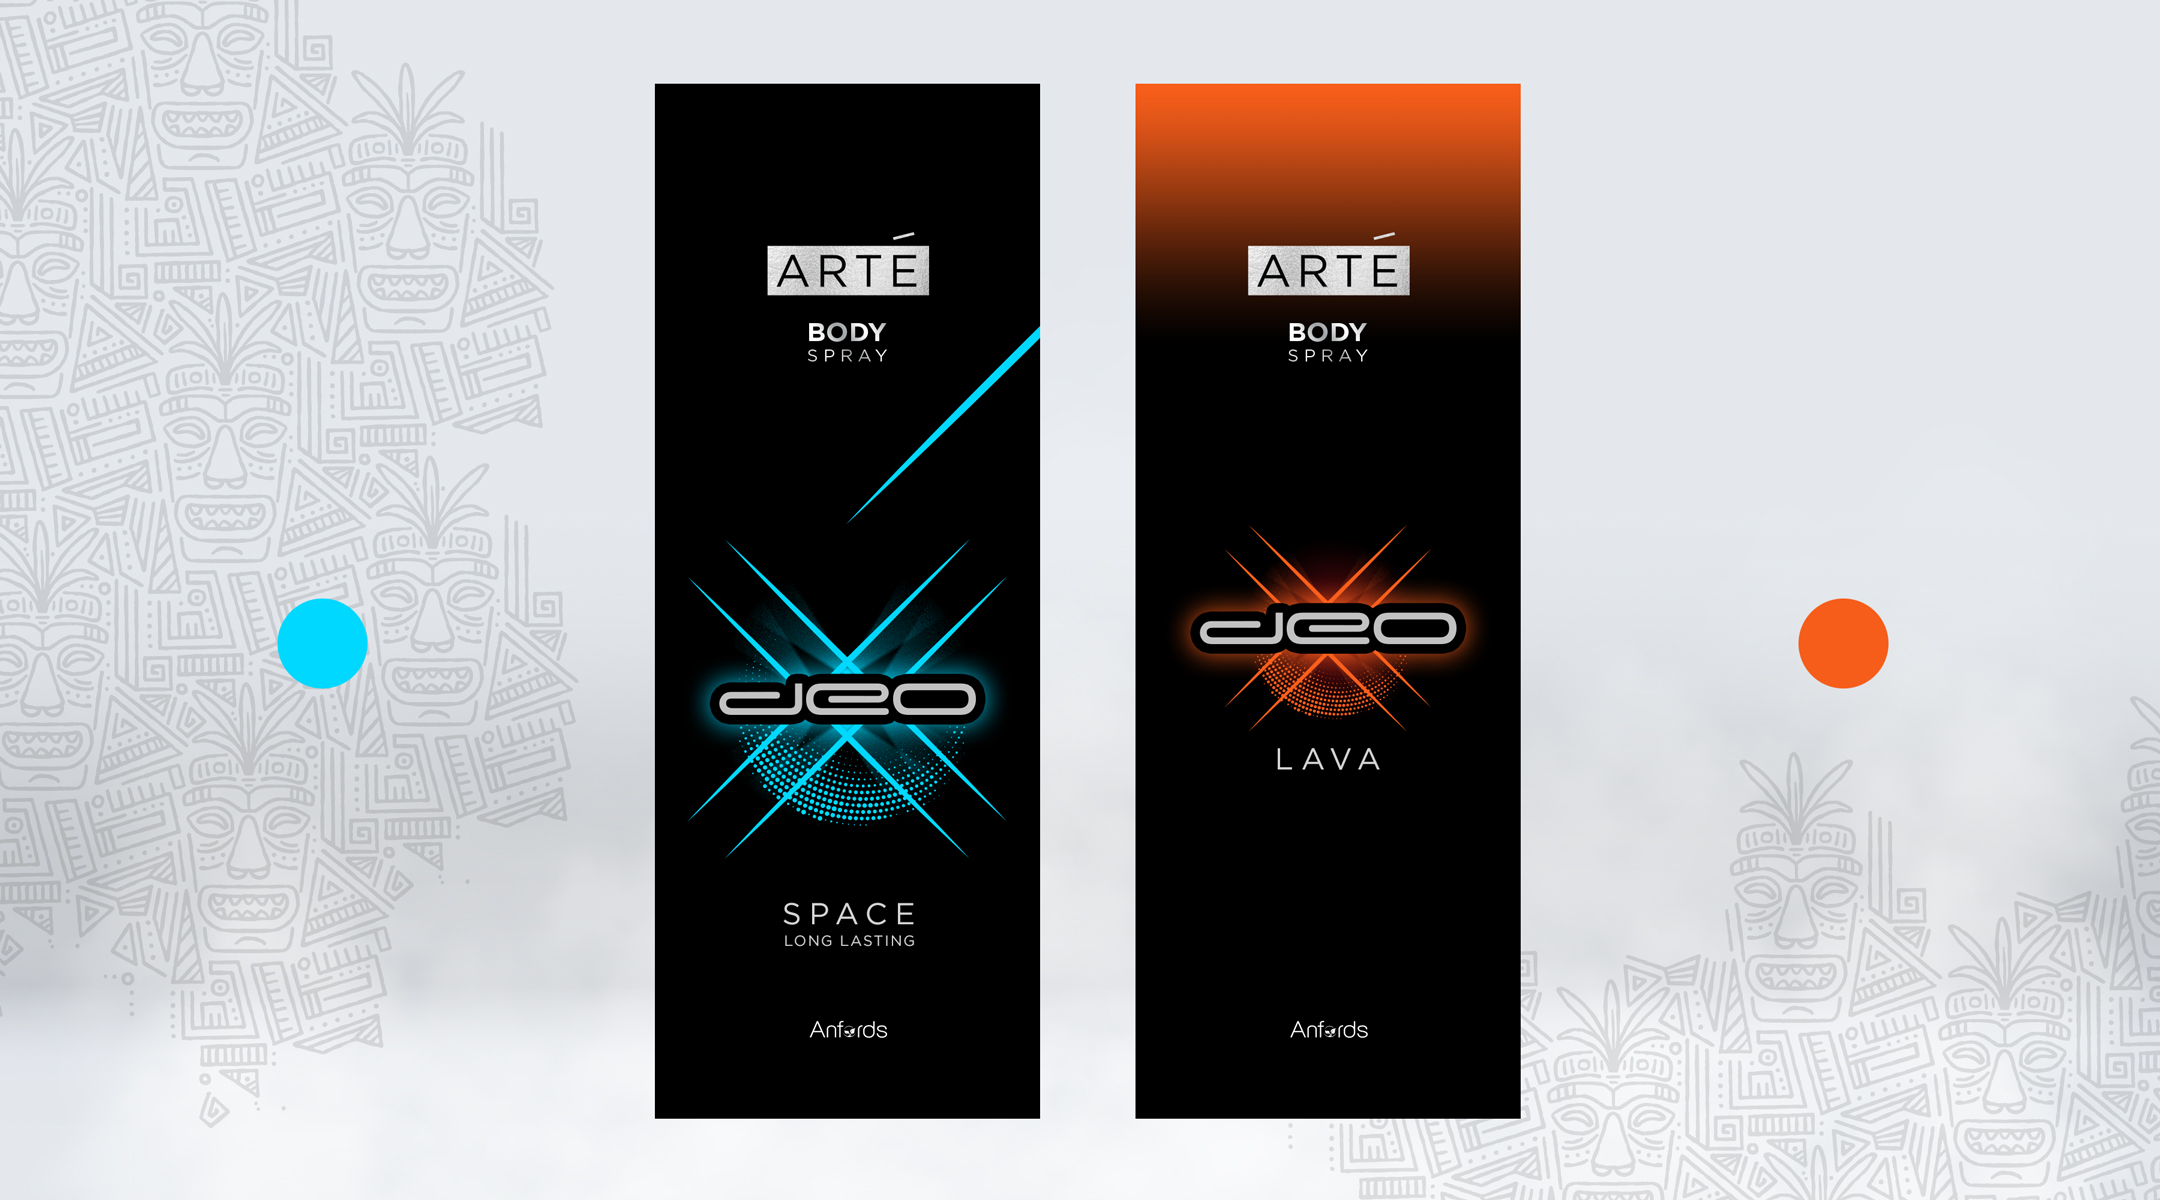 ARTÉ
BODY
SPRAY
deo
SPACE
LONG LASTING
Anfords
ARTÉ
BODY
SPRAY
deo
LAVA
Anfords